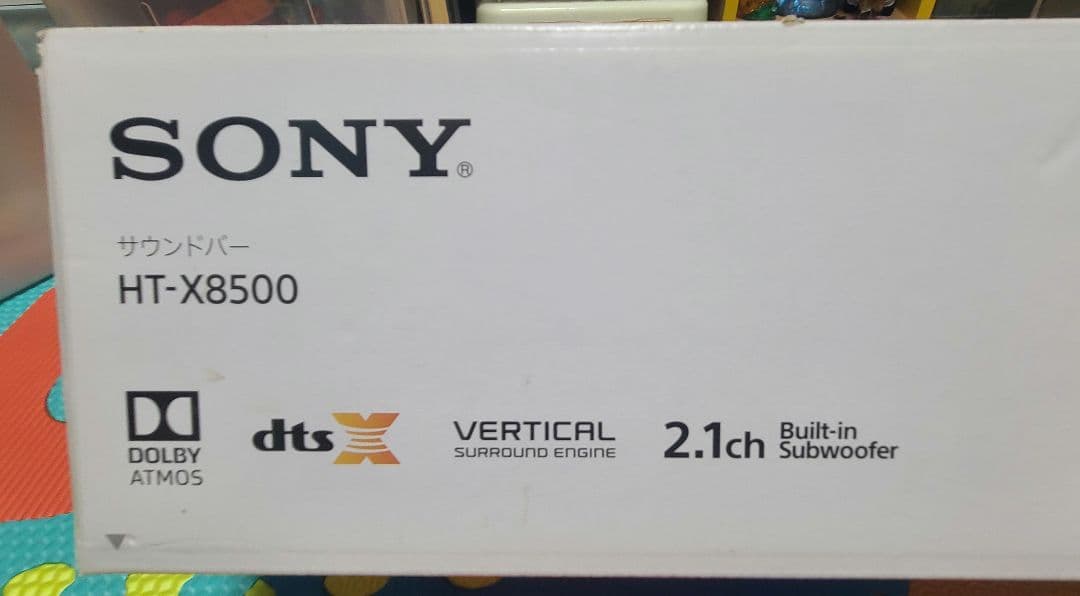 SONY®
サウンドバー
HT-X8500
DOLBY
ATMOS
dts X
VERTICAL
SURROUND ENGINE
2.1ch Built-in
Subwoofer